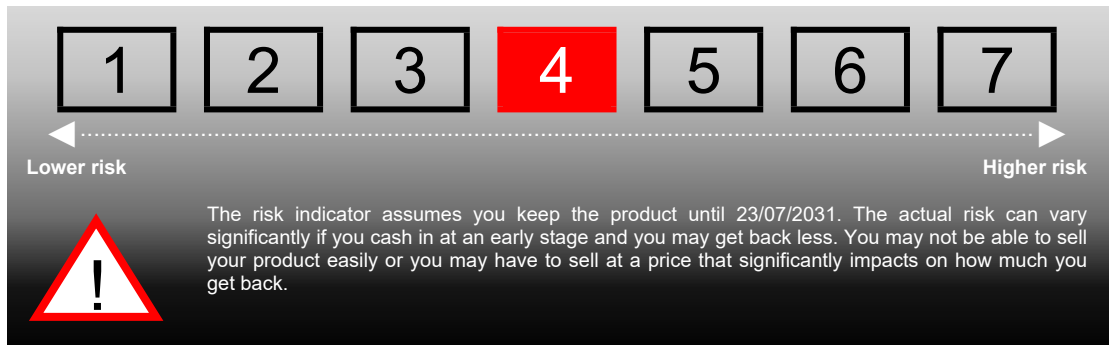 1 2 3 4 5 6 7
Lower risk Higher risk
The risk indicator assumes you keep the product until 23/07/2031. The actual risk can vary
significantly if you cash in at an early stage and you may get back less. You may not be able to sell
your product easily or you may have to sell at a price that significantly impacts on how much you
get back.
!